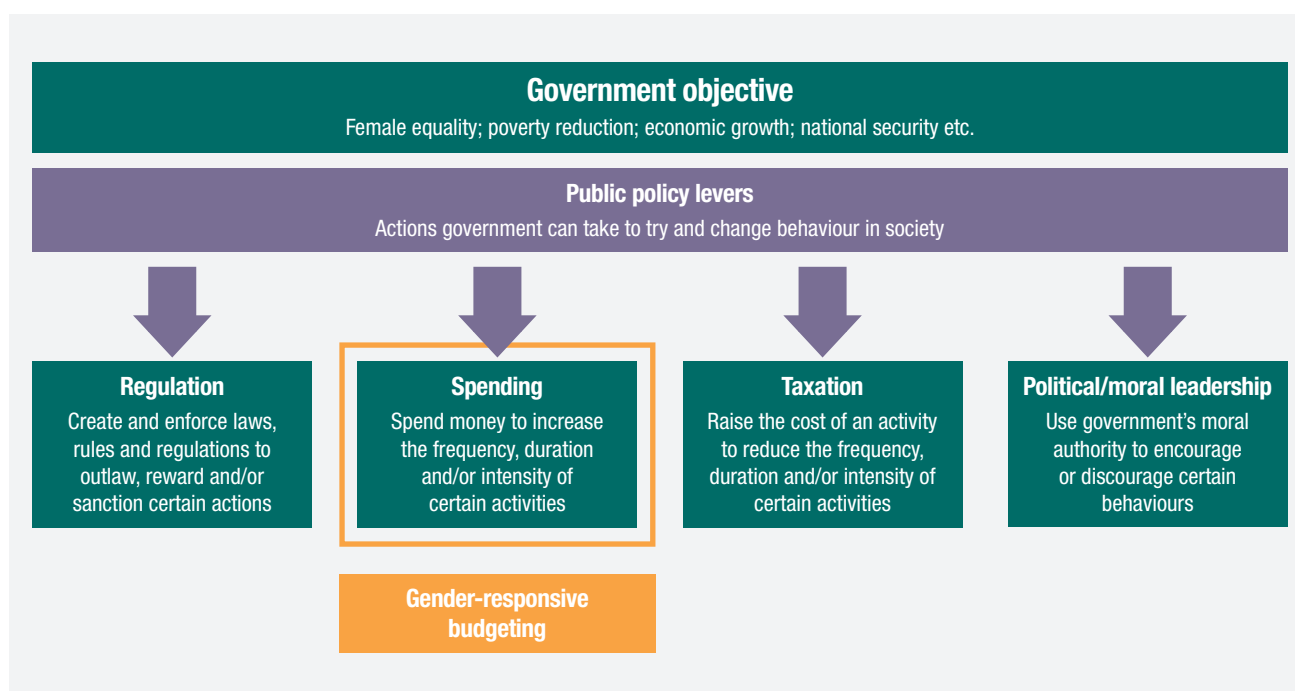 Government objective
Female equality; poverty reduction; economic growth; national security etc.
Public policy levers
Actions government can take to try and change behaviour in society
Regulation
Create and enforce laws,
rules and regulations to
outlaw, reward and/or
sanction certain actions
Spending
Spend money to increase
the frequency, duration
and/or intensity of
certain activities
Taxation
Raise the cost of an activity
to reduce the frequency,
duration and/or intensity of
certain activities
Political/moral leadership
Use government’s moral
authority to encourage
or discourage certain
behaviours
Gender-responsive
budgeting